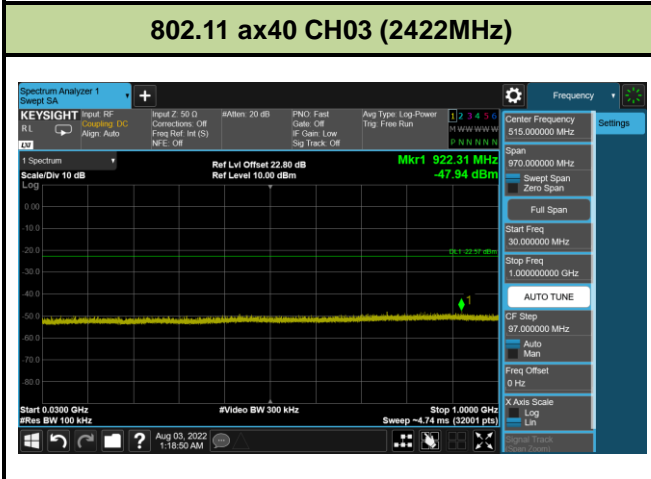 802.11 ax40 CH03 (2422MHz)
Spectrum Analyzer 1
Swept SA
+
Frequency
KEYSIGHT
RL
Input: RF
Coupling: DC
Align: Auto
Input Z: 50 Ω
Corrections: Off
Freq Ref: Int (S)
NFE: Off
#Atten: 20 dB
PNO: Fast
Gate: Off
IF Gain: Low
Sig Track: Off
Avg Type: Log-Power
Trig: Free Run
1 2 3 4 5 6
M W W W W W
P N N N N N
Center Frequency
515.000000 MHz
Settings
Span
970.000000 MHz
Swept Span
Zero Span
Full Span
Start Freq
30.000000 MHz
Stop Freq
1.000000000 GHz
AUTO TUNE
CF Step
97.000000 MHz
Auto
Man
Freq Offset
0 Hz
X Axis Scale
Log
Lin
Signal Track
(Span Zoom)
1 Spectrum
Scale/Div 10 dB
Log
Ref Lvl Offset 22.80 dB
Ref Level 10.00 dBm
Mkr1 922.31 MHz
-47.94 dBm
0.00
-10.0
-20.0
DL1 -22.57 dBm
-30.0
-40.0
1
-50.0
-60.0
-70.0
-80.0
Start 0.0300 GHz
#Res BW 100 kHz
#Video BW 300 kHz
Stop 1.0000 GHz
Sweep ~4.74 ms (32001 pts)
?
Aug 03, 2022
1:18:50 AM